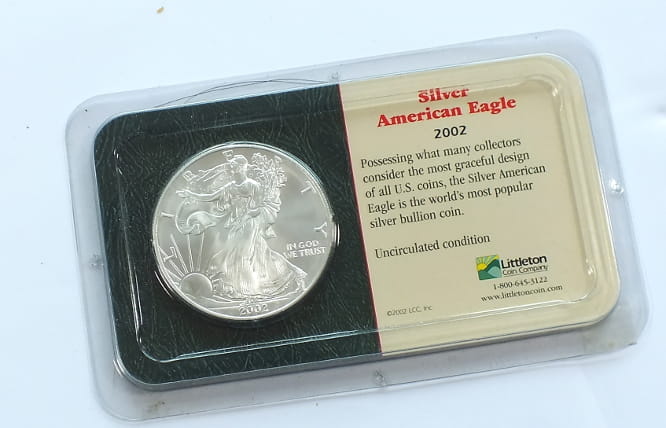 LIBERTY
IN GOD
WE TRUST
2002
Silver
American Eagle
2002
Possessing what many collectors
consider the most graceful design
of all U.S. coins, the Silver American
Eagle is the world's most popular
silver bullion coin.
Uncirculated condition
Littleton
Coin Company
1-800-645-3122
www.littletoncoin.com
©2002 LCC, Inc.